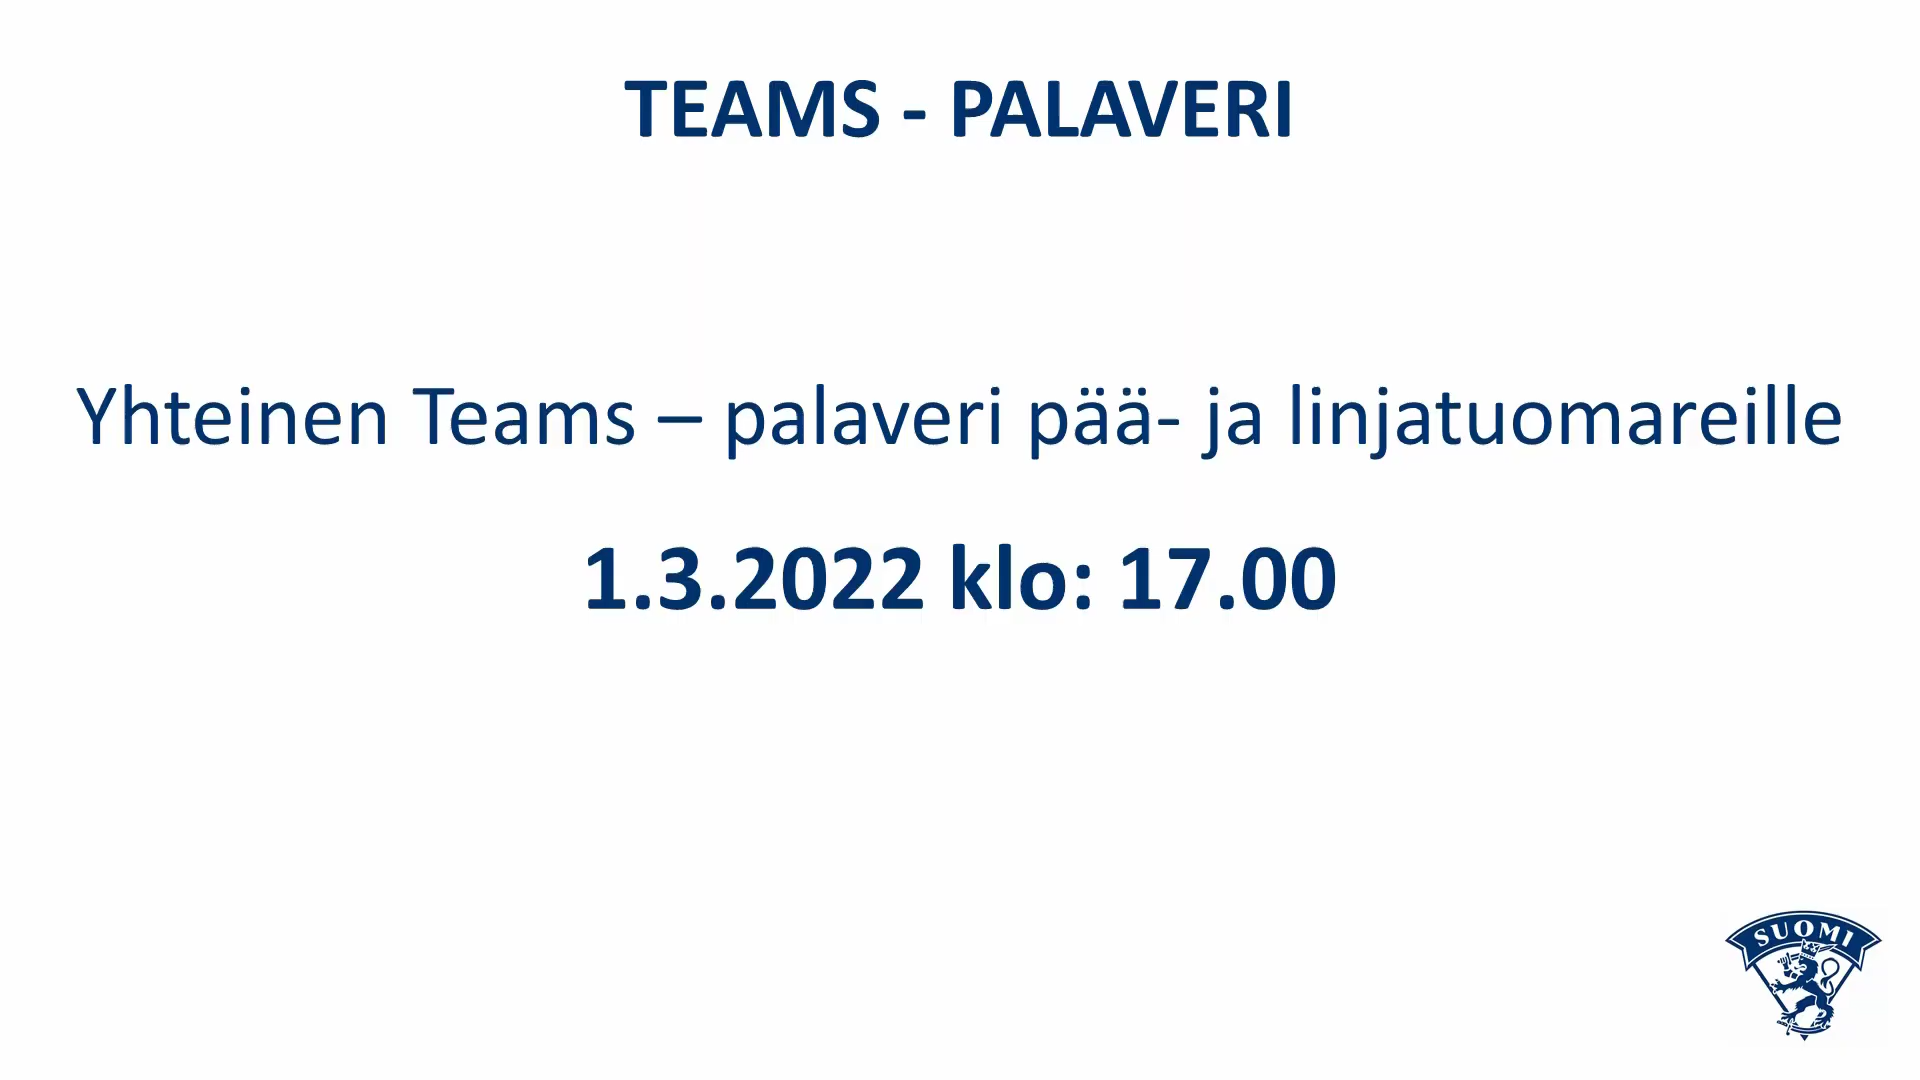 TEAMS - PALAVERI
Yhteinen Teams – palaveri pää- ja linjatuomareille
1.3.2022 klo: 17.00
SUOMI